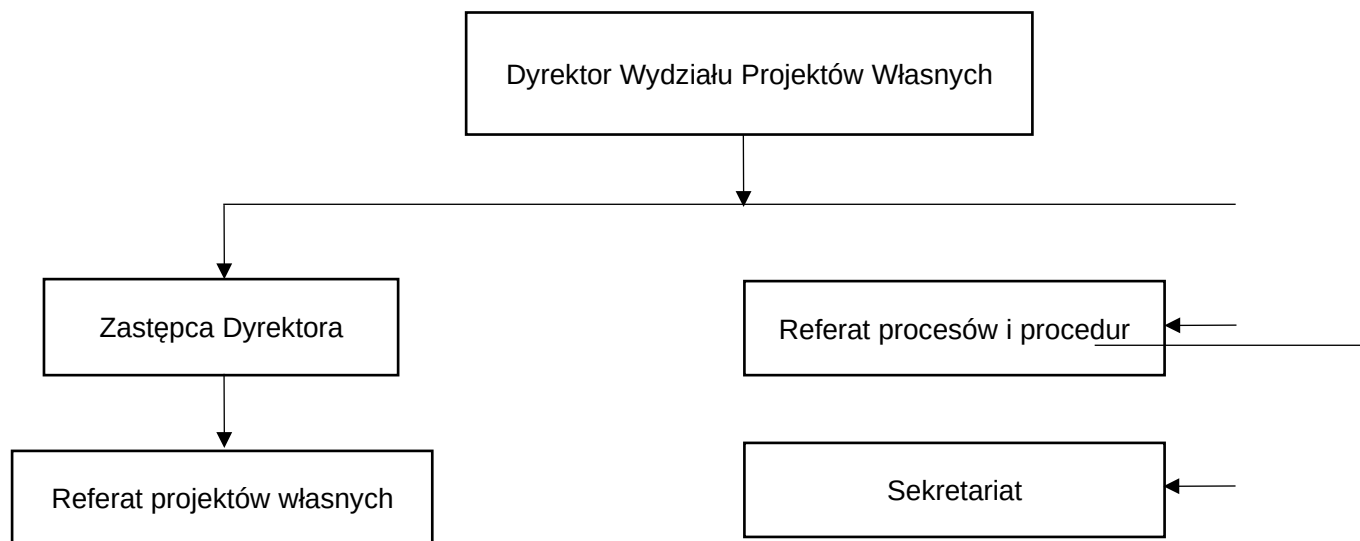 Dyrektor Wydziału Projektów Własnych
Zastępca Dyrektora
Referat procesów i procedur
Referat projektów własnych
Sekretariat